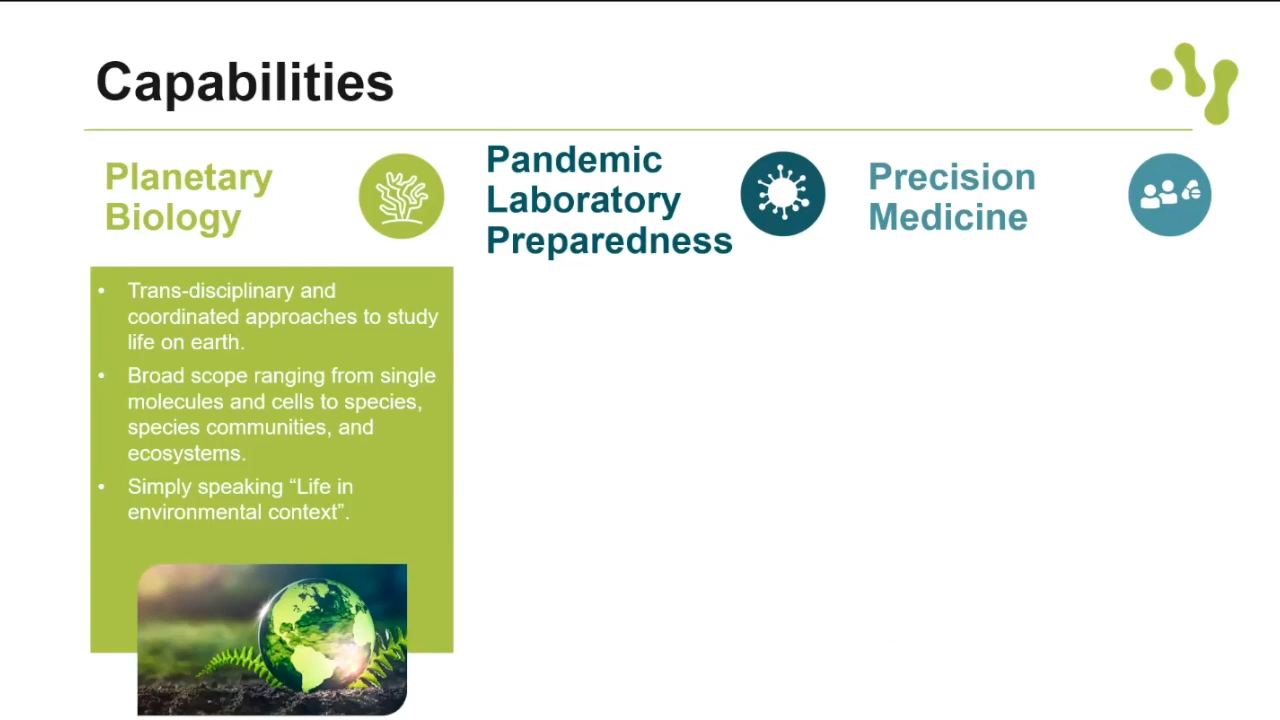 Capabilities
Planetary
Biology
Pandemic
Laboratory
Preparedness
Precision
Medicine
• Trans-disciplinary and
coordinated approaches to study
life on earth.
• Broad scope ranging from single
molecules and cells to species,
species communities, and
ecosystems.
• Simply speaking “Life in
environmental context”.